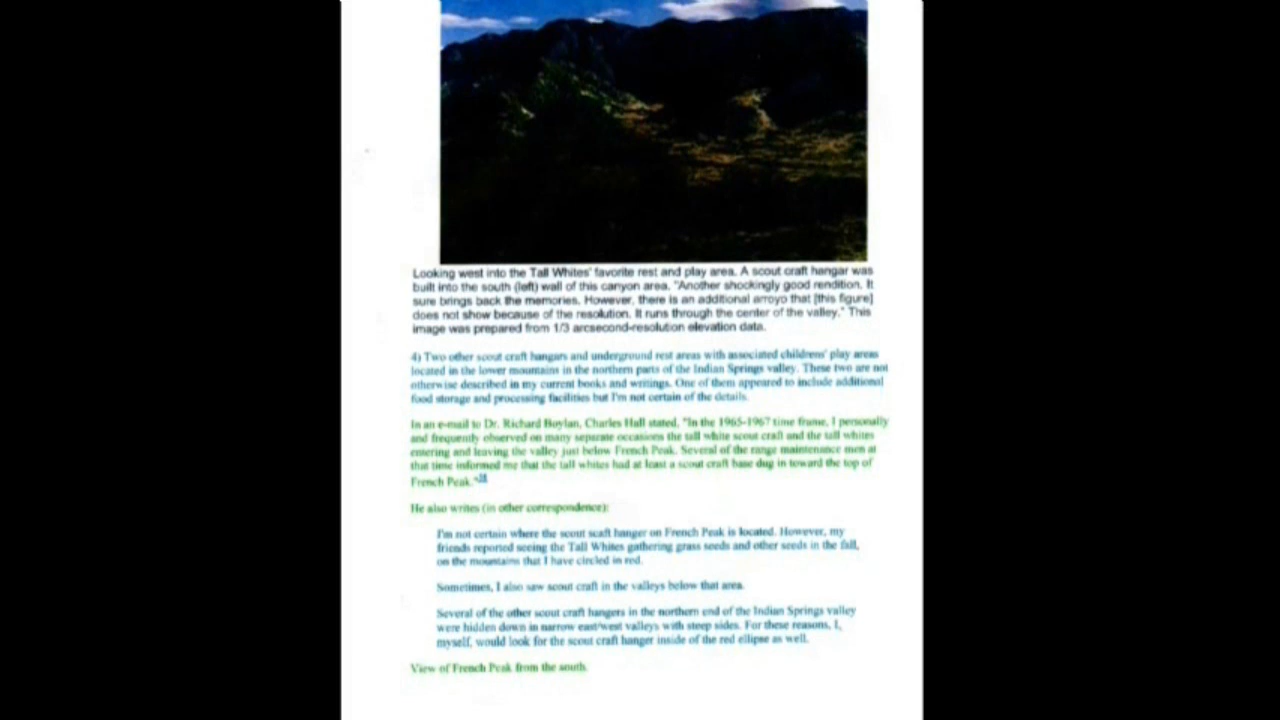 Looking west into the Tall Whites' favorite rest and play area. A scout craft hangar was
built into the south (left) wall of this canyon area. "Another shockingly good rendition. It
sure brings back the memories. However, there is an additional arroyo that [this figure]
does not show because of the resolution. It runs through the center of the valley." This
image was prepared from 1/3 arcsecond-resolution elevation data.
4) Two other scout craft hangars and underground rest areas with associated childrens' play areas
located in the lower mountains in the northern parts of the Indian Springs valley. These two are not
otherwise described in my current books and writings. One of them appeared to include additional
food storage and processing facilities but I'm not certain of the details.
In an e-mail to Dr. Richard Boylan, Charles Hall stated, "In the 1965-1967 time frame, I personally
and frequently observed on many separate occasions the tall white scout craft and the tall whites
entering and leaving the valley just below French Peak. Several of the range maintenance men at
that time informed me that the tall whites had at least a scout craft base dug in toward the top of
French Peak."
He also writes (in other correspondence):
I'm not certain where the scout scaft hanger on French Peak is located. However, my
friends reported seeing the Tall Whites gathering grass seeds and other seeds in the fall,
on the mountains that I have circled in red.
Sometimes, I also saw scout craft in the valleys below that area.
Several of the other scout craft hangers in the northern end of the Indian Springs valley
were hidden down in narrow east/west valleys with steep sides. For these reasons, I,
myself, would look for the scout craft hanger inside of the red ellipse as well.
View of French Peak from the south.